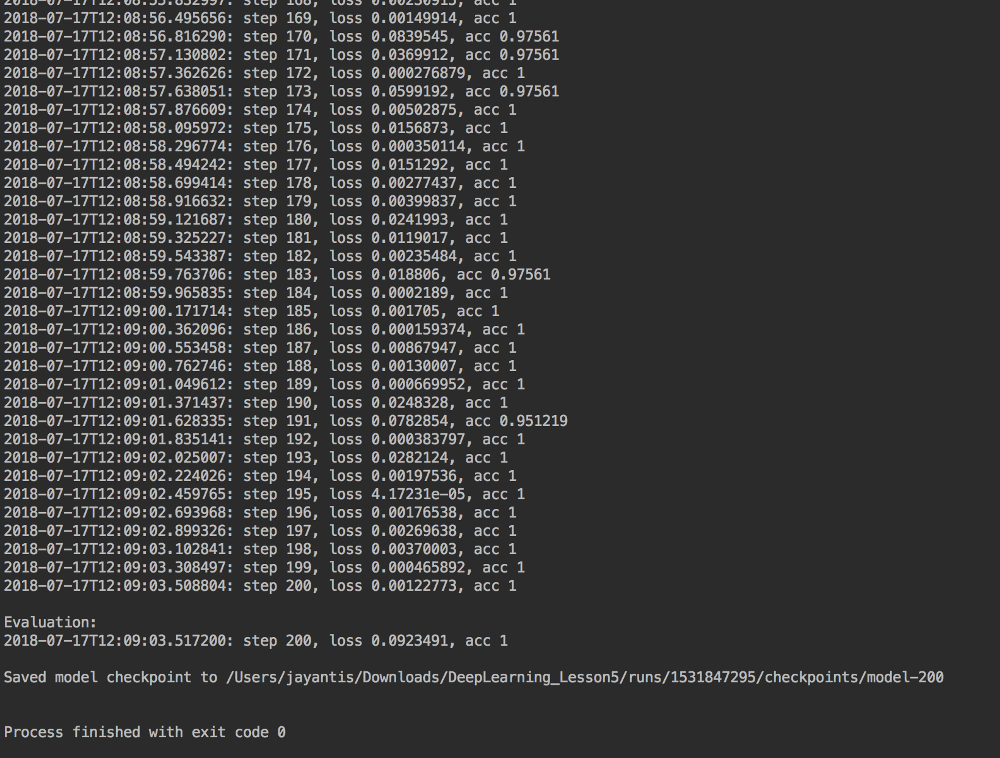 2018-07-17T12:08:55.832997: step 168, loss 0.00230915, acc 1
2018-07-17T12:08:56.495656: step 169, loss 0.00149914, acc 1
2018-07-17T12:08:56.816290: step 170, loss 0.0839545, acc 0.97561
2018-07-17T12:08:57.130802: step 171, loss 0.0369912, acc 0.97561
2018-07-17T12:08:57.362626: step 172, loss 0.000276879, acc 1
2018-07-17T12:08:57.638051: step 173, loss 0.0599192, acc 0.97561
2018-07-17T12:08:57.876609: step 174, loss 0.00502875, acc 1
2018-07-17T12:08:58.095972: step 175, loss 0.0156873, acc 1
2018-07-17T12:08:58.296774: step 176, loss 0.000350114, acc 1
2018-07-17T12:08:58.494242: step 177, loss 0.0151292, acc 1
2018-07-17T12:08:58.699414: step 178, loss 0.00277437, acc 1
2018-07-17T12:08:58.916632: step 179, loss 0.00399837, acc 1
2018-07-17T12:08:59.121687: step 180, loss 0.0241993, acc 1
2018-07-17T12:08:59.325227: step 181, loss 0.0119017, acc 1
2018-07-17T12:08:59.543387: step 182, loss 0.00235484, acc 1
2018-07-17T12:08:59.763706: step 183, loss 0.018806, acc 0.97561
2018-07-17T12:08:59.965835: step 184, loss 0.0002189, acc 1
2018-07-17T12:09:00.171714: step 185, loss 0.001705, acc 1
2018-07-17T12:09:00.362096: step 186, loss 0.000159374, acc 1
2018-07-17T12:09:00.553458: step 187, loss 0.00867947, acc 1
2018-07-17T12:09:00.762746: step 188, loss 0.00130007, acc 1
2018-07-17T12:09:01.049612: step 189, loss 0.000669952, acc 1
2018-07-17T12:09:01.371437: step 190, loss 0.0248328, acc 1
2018-07-17T12:09:01.628335: step 191, loss 0.0782854, acc 0.951219
2018-07-17T12:09:01.835141: step 192, loss 0.000383797, acc 1
2018-07-17T12:09:02.025007: step 193, loss 0.0282124, acc 1
2018-07-17T12:09:02.224026: step 194, loss 0.00197536, acc 1
2018-07-17T12:09:02.459765: step 195, loss 4.17231e-05, acc 1
2018-07-17T12:09:02.693968: step 196, loss 0.00176538, acc 1
2018-07-17T12:09:02.899326: step 197, loss 0.00269638, acc 1
2018-07-17T12:09:03.102841: step 198, loss 0.00370003, acc 1
2018-07-17T12:09:03.308497: step 199, loss 0.000465892, acc 1
2018-07-17T12:09:03.508804: step 200, loss 0.00122773, acc 1
Evaluation:
2018-07-17T12:09:03.517200: step 200, loss 0.0923491, acc 1
Saved model checkpoint to /Users/jayantis/Downloads/DeepLearning_Lesson5/runs/1531847295/checkpoints/model-200
Process finished with exit code 0